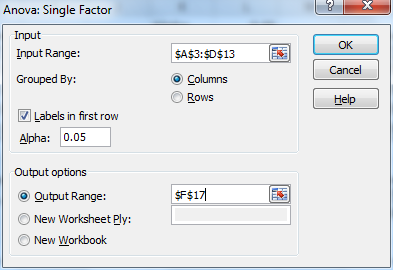 Anova: Single Factor
?
Input
Input Range:
$A$3:$D$13
OK
Grouped By:
Columns
Cancel
Rows
Labels in first row
Help
Alpha:
0.05
Output options
Output Range:
$F$17
New Worksheet Ply:
New Workbook